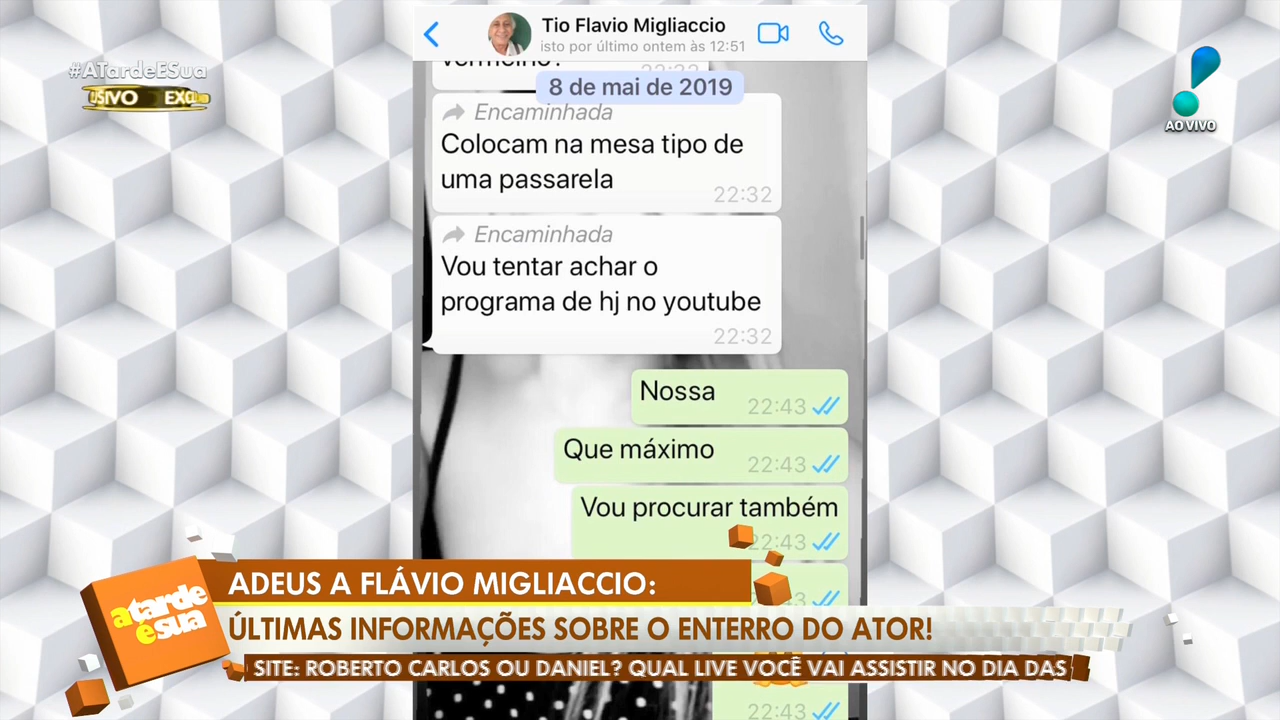 #ATardeESua
USIVO EXCL
AO VIVO
Tio Flavio Migliaccio
isto por último ontem às 12:51
8 de mai de 2019
Encaminhada
Colocam na mesa tipo de
uma passarela
22:32
Encaminhada
Vou tentar achar o
programa de hj no youtube
22:32
Nossa
22:43
Que máximo
22:43
Vou procurar também
22:43
22:43
a tarde
é sua
ADEUS A FLÁVIO MIGLIACCIO:
ÚLTIMAS INFORMAÇÕES SOBRE O ENTERRO DO ATOR!
SITE: ROBERTO CARLOS OU DANIEL? QUAL LIVE VOCÊ VAI ASSISTIR NO DIA DAS